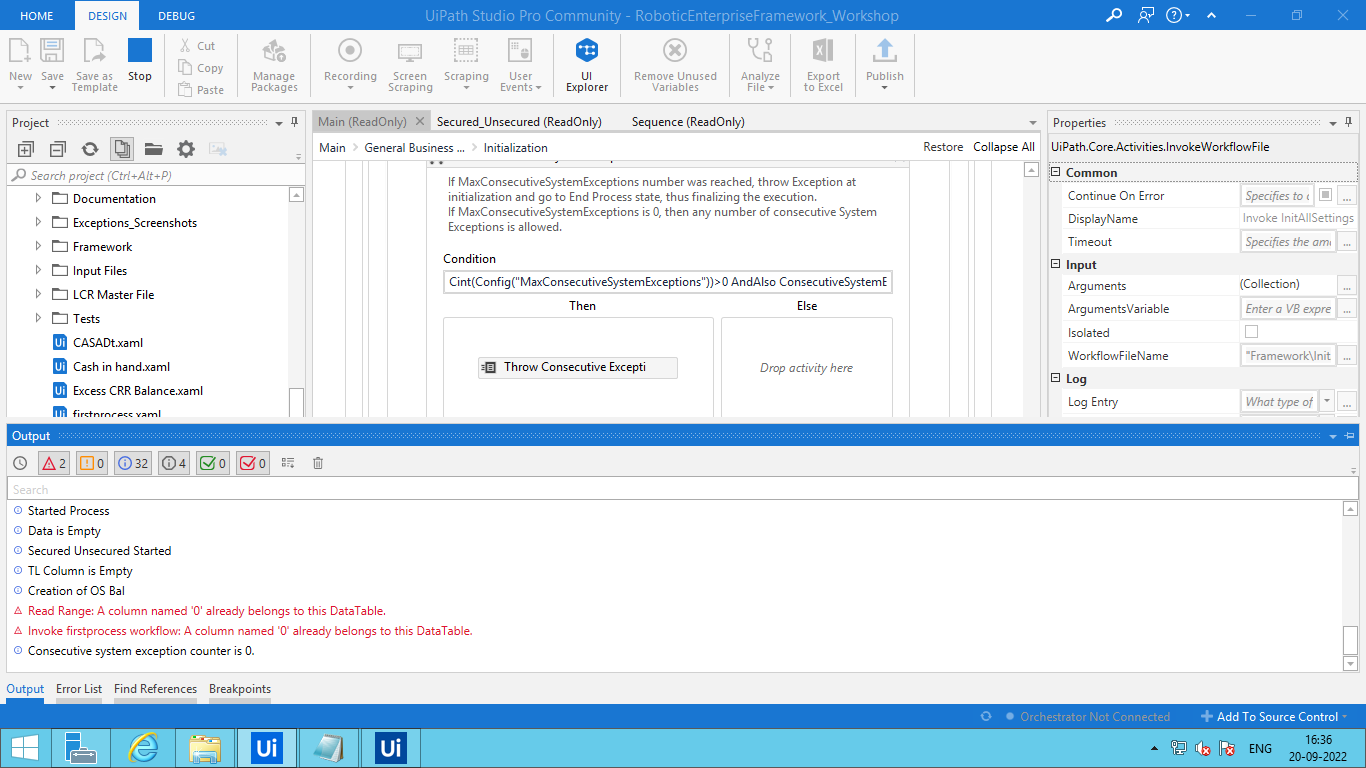 HOME DESIGN DEBUG UiPath Studio Pro Community - RoboticEnterpriseFramework_Workshop
New Save Save as Template Stop
Cut
Copy
Paste
Manage Packages
Recording
Screen Scraping
Scraping
User Events
UI Explorer
Remove Unused Variables
Analyze File
Export to Excel
Publish
Project
Search project (Ctrl+Alt+P)
Documentation
Exceptions_Screenshots
Framework
Input Files
LCR Master File
Tests
CASADt.xaml
Cash in hand.xaml
Excess CRR Balance.xaml
firstprocess.xaml
Main (ReadOnly) Secured_Unsecured (ReadOnly) Sequence (ReadOnly)
Main General Business ... Initialization Restore Collapse All
If MaxConsecutiveSystemExceptions number was reached, throw Exception at
initialization and go to End Process state, thus finalizing the execution.
If MaxConsecutiveSystemExceptions is 0, then any number of consecutive System
Exceptions is allowed.
Condition
Cint(Config("MaxConsecutiveSystemExceptions"))>0 AndAlso ConsecutiveSystemE
Then Else
Throw Consecutive Excepti
Drop activity here
Properties
UiPath.Core.Activities.InvokeWorkflowFile
Common
Continue On Error Specifies to c ...
DisplayName Invoke InitAllSettings
Timeout Specifies the amo ...
Input
Arguments (Collection) ...
ArgumentsVariable Enter a VB expre ...
Isolated
WorkflowFileName "Framework\Init ...
Log
Log Entry What type of ...
Output
2 0 32 4 0 0
Search
Started Process
Data is Empty
Secured Unsecured Started
TL Column is Empty
Creation of OS Bal
Read Range: A column named '0' already belongs to this DataTable.
Invoke firstprocess workflow: A column named '0' already belongs to this DataTable.
Consecutive system exception counter is 0.
Output Error List Find References Breakpoints
Orchestrator Not Connected Add To Source Control
Ui Ui
ENG
16:36
20-09-2022